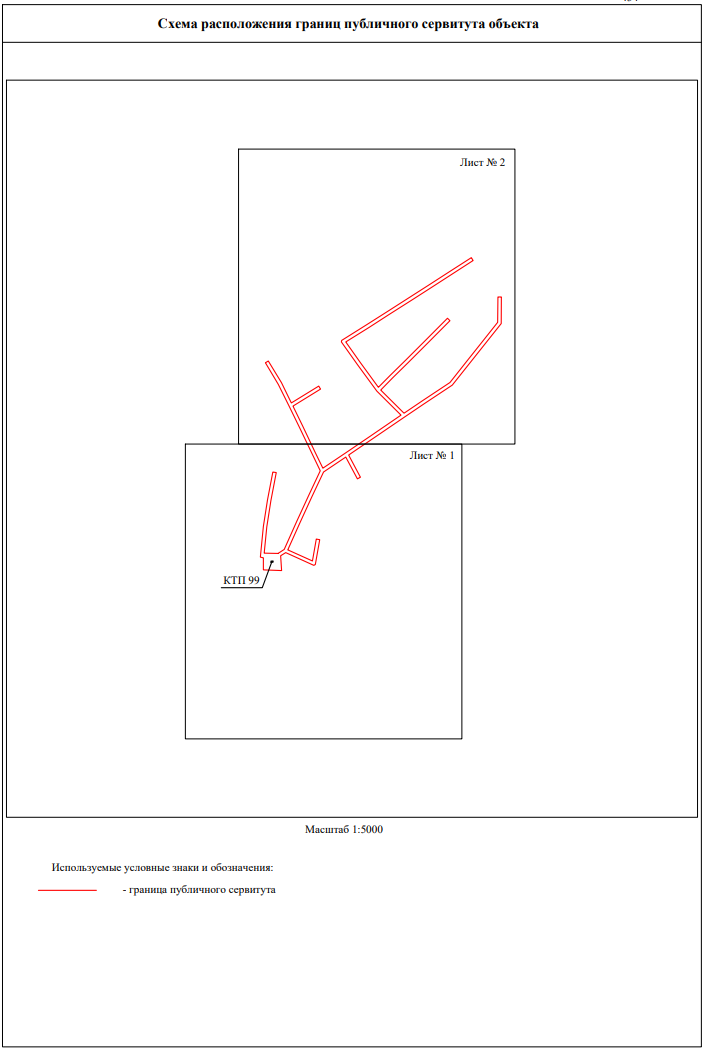 Схема расположения границ публичного сервитута объекта
Лист № 2
Лист № 1
КТП 99
Масштаб 1:5000
Используемые условные знаки и обозначения:
- граница публичного сервитута